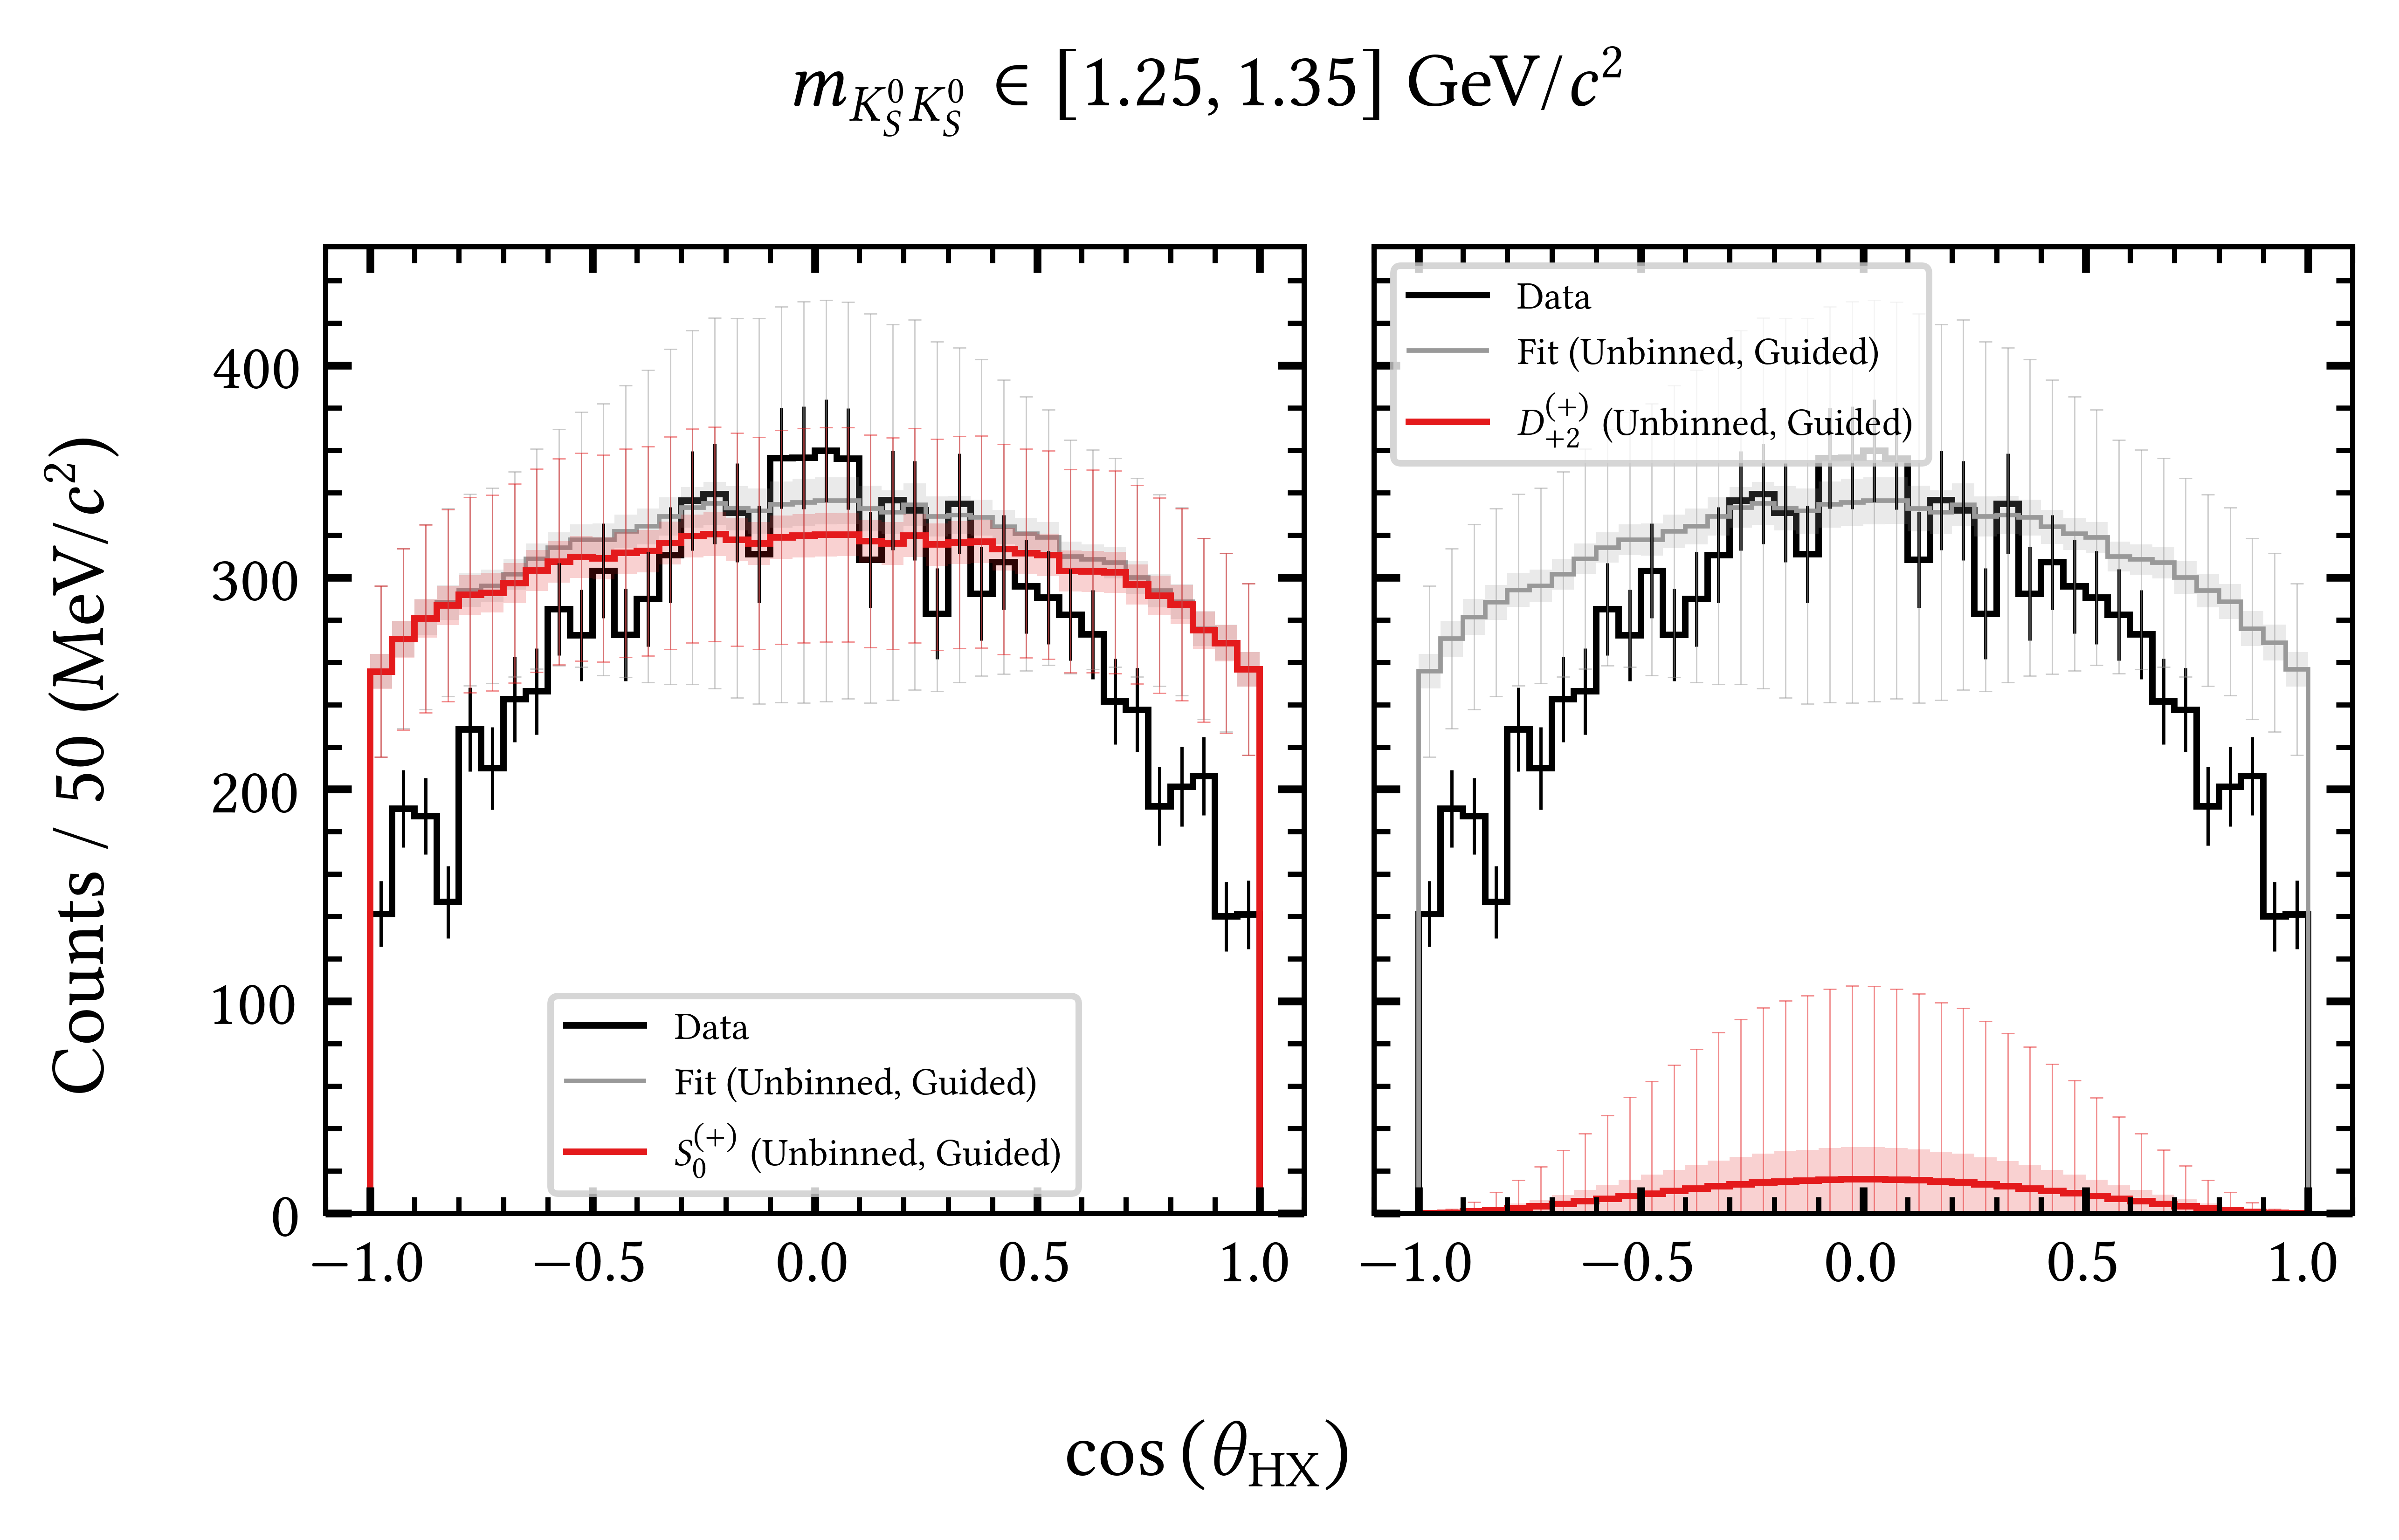 m_{K_S^0 K_S^0} ∈ [1.25, 1.35] GeV/c²
Counts / 50 (MeV/c²)
400
300
200
100
0
−1.0 −0.5 0.0 0.5 1.0
Data
Fit (Unbinned, Guided)
S_0^{(+)} (Unbinned, Guided)
Data
Fit (Unbinned, Guided)
D_{+2}^{(+)} (Unbinned, Guided)
−1.0 −0.5 0.0 0.5 1.0
cos (θ_HX)